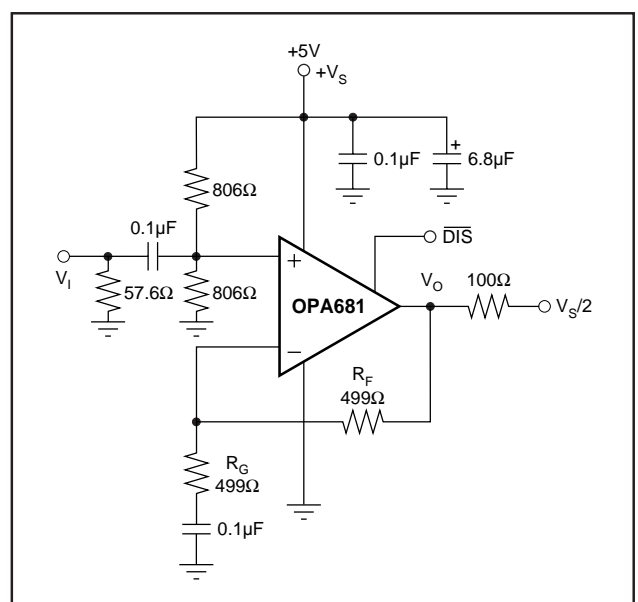 +5V
+V_S
806Ω
0.1µF
+
6.8µF
0.1µF
V_I
57.6Ω
806Ω
+
OPA681
−
DIS
V_O
100Ω
V_S/2
R_F
499Ω
R_G
499Ω
0.1µF